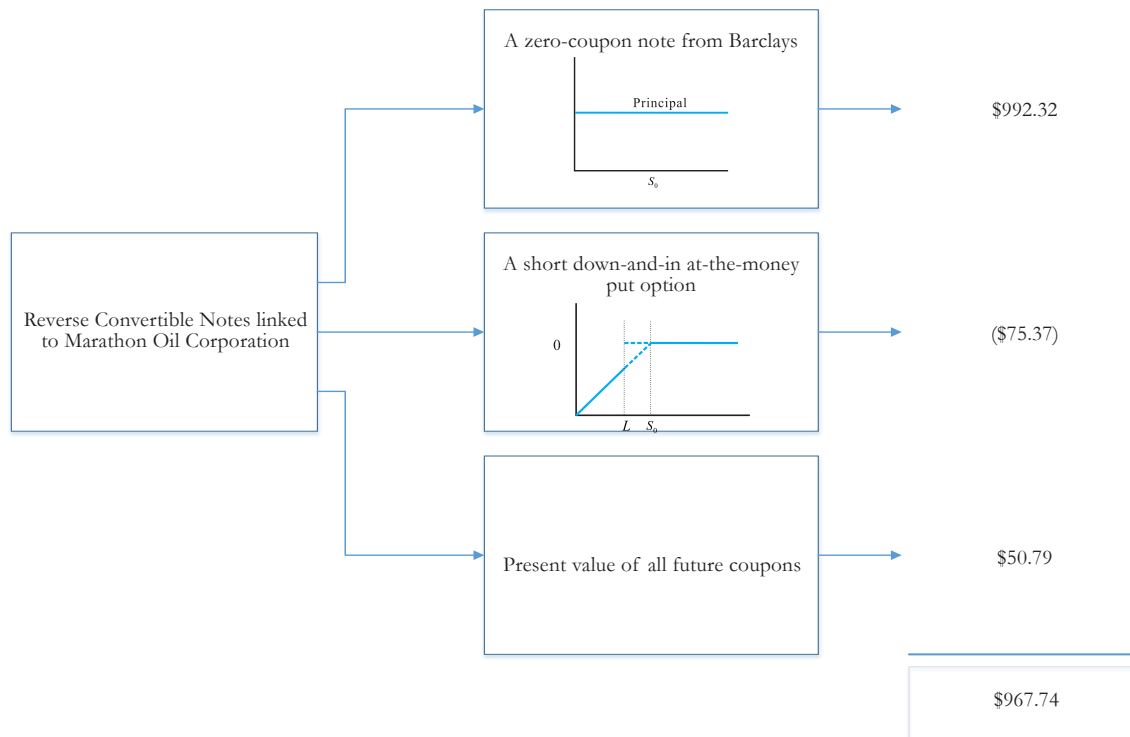 A zero-coupon note from Barclays
Principal
S₀
$992.32
Reverse Convertible Notes linked
to Marathon Oil Corporation
A short down-and-in at-the-money
put option
0
L S₀
($75.37)
Present value of all future coupons
$50.79
$967.74